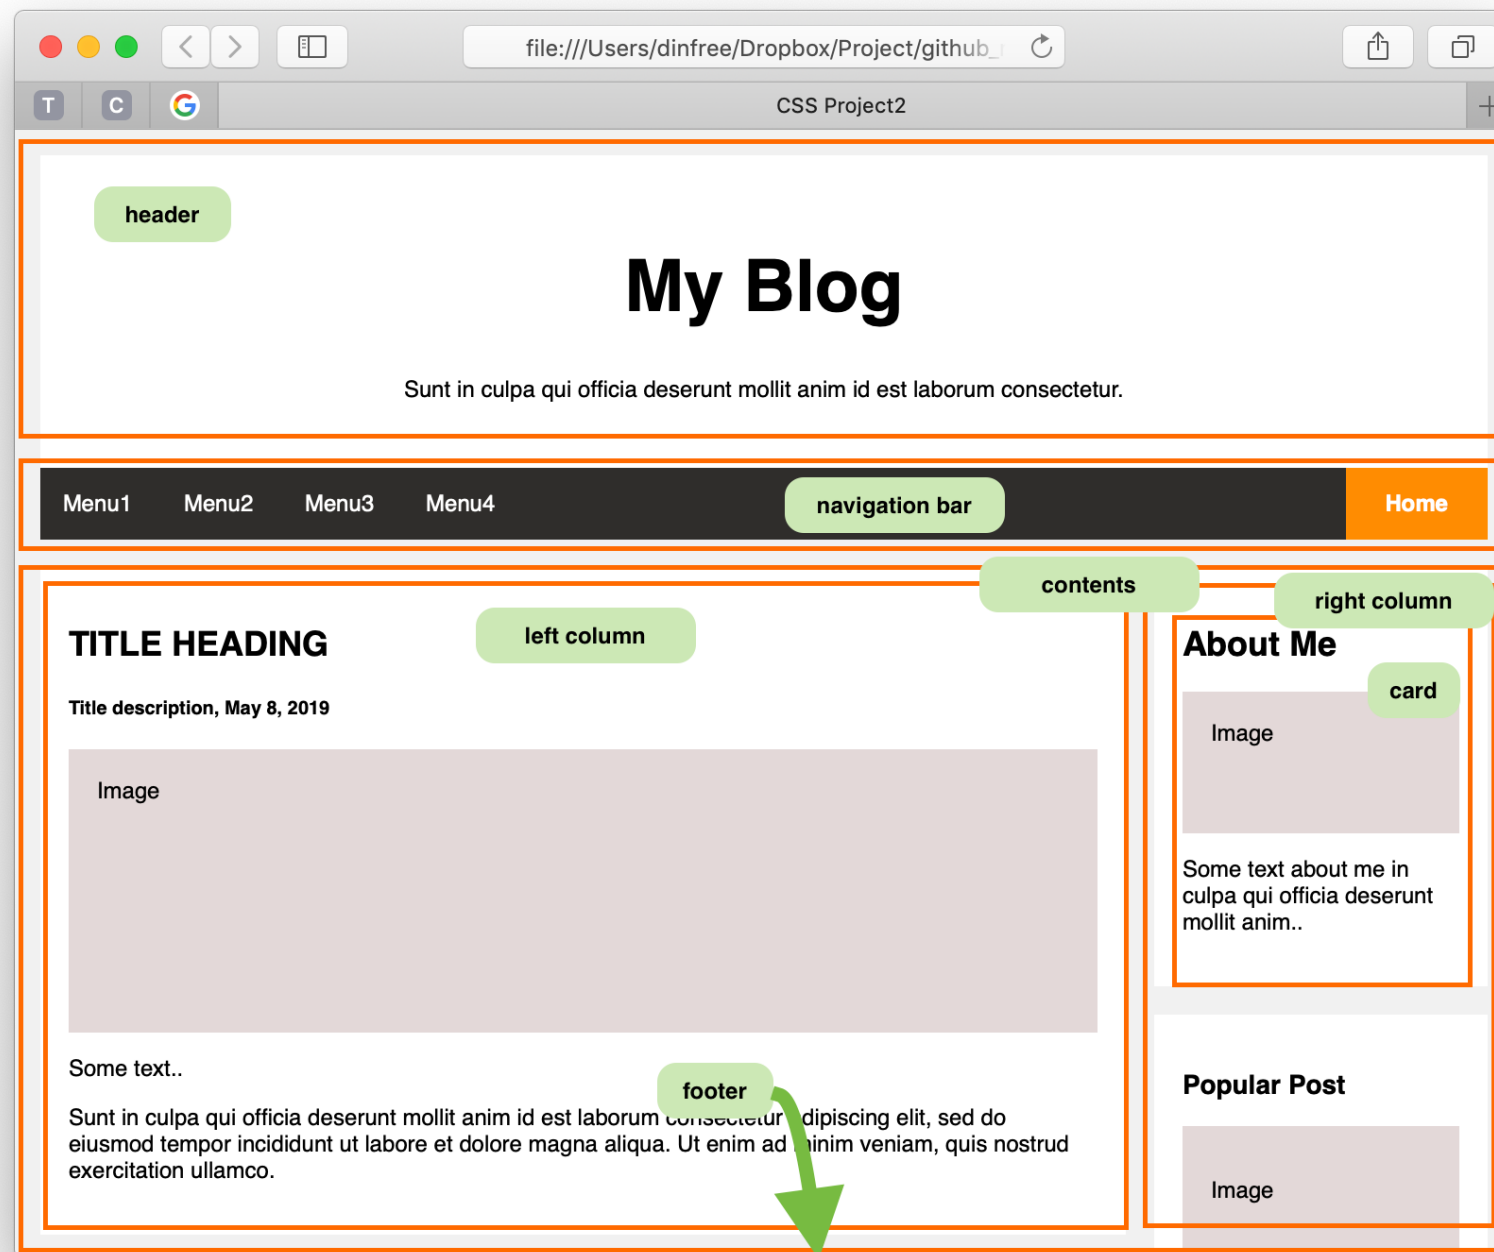 file:///Users/dinfree/Dropbox/Project/github_
T
C
G
CSS Project2
header
My Blog
Sunt in culpa qui officia deserunt mollit anim id est laborum consectetur.
Menu1 Menu2 Menu3 Menu4 navigation bar Home
contents
right column
left column
TITLE HEADING
Title description, May 8, 2019
Image
Some text..
footer
Sunt in culpa qui officia deserunt mollit anim id est laborum consectetur adipiscing elit, sed do
eiusmod tempor incididunt ut labore et dolore magna aliqua. Ut enim ad minim veniam, quis nostrud
exercitation ullamco.
About Me
card
Image
Some text about me in
culpa qui officia deserunt
mollit anim..
Popular Post
Image